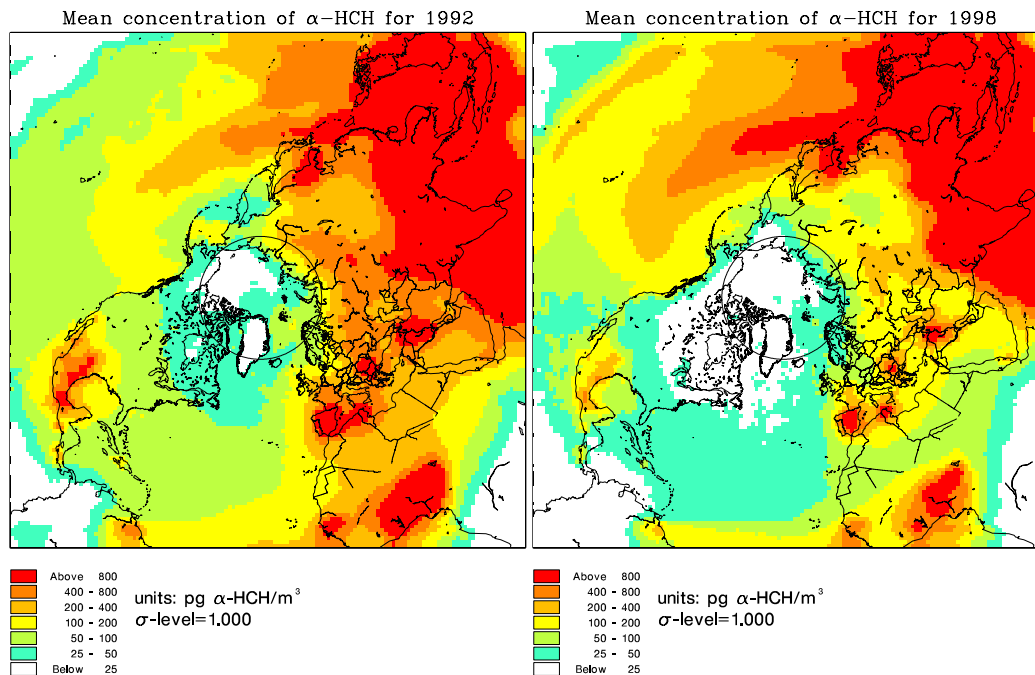 Mean concentration of α-HCH for 1992
Mean concentration of α-HCH for 1998
Above 800
400 - 800
200 - 400
100 - 200
50 - 100
25 - 50
Below 25
units: pg α-HCH/m³
σ-level=1.000
Above 800
400 - 800
200 - 400
100 - 200
50 - 100
25 - 50
Below 25
units: pg α-HCH/m³
σ-level=1.000